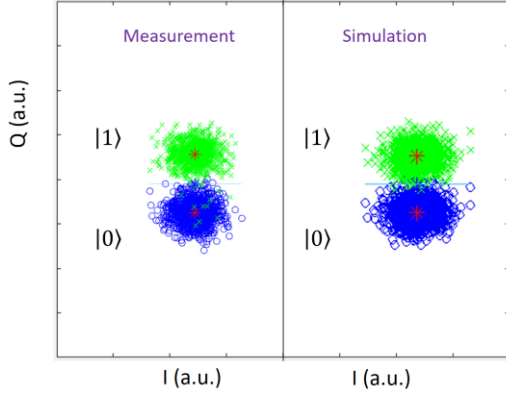 Measurement
Simulation
Q (a.u.)
|1⟩
|1⟩
|0⟩
|0⟩
I (a.u.)
I (a.u.)